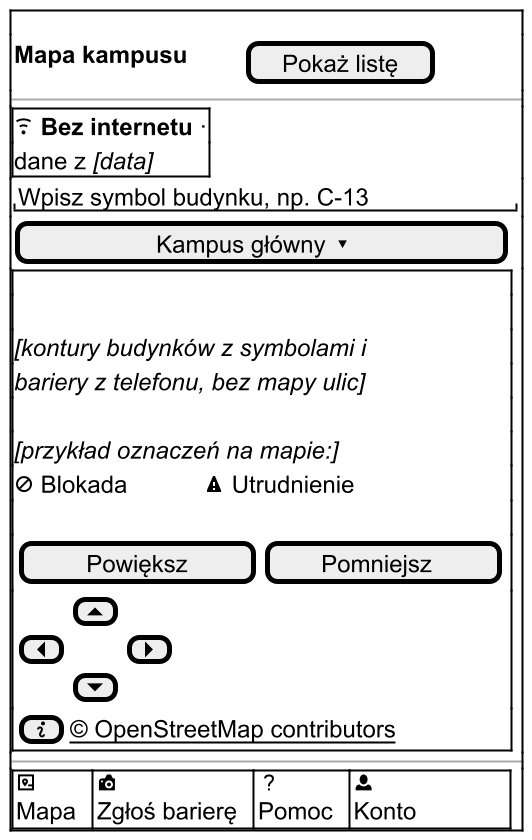 Mapa kampusu
Pokaż listę
Bez internetu ·
dane z [data]
Wpisz symbol budynku, np. C-13
Kampus główny ▼
[kontury budynków z symbolami i
bariery z telefonu, bez mapy ulic]
[przykład oznaczeń na mapie:]
Blokada
Utrudnienie
Powiększ
Pomniejsz
i © OpenStreetMap contributors
?
Mapa
Zgłoś barierę
Pomoc
Konto